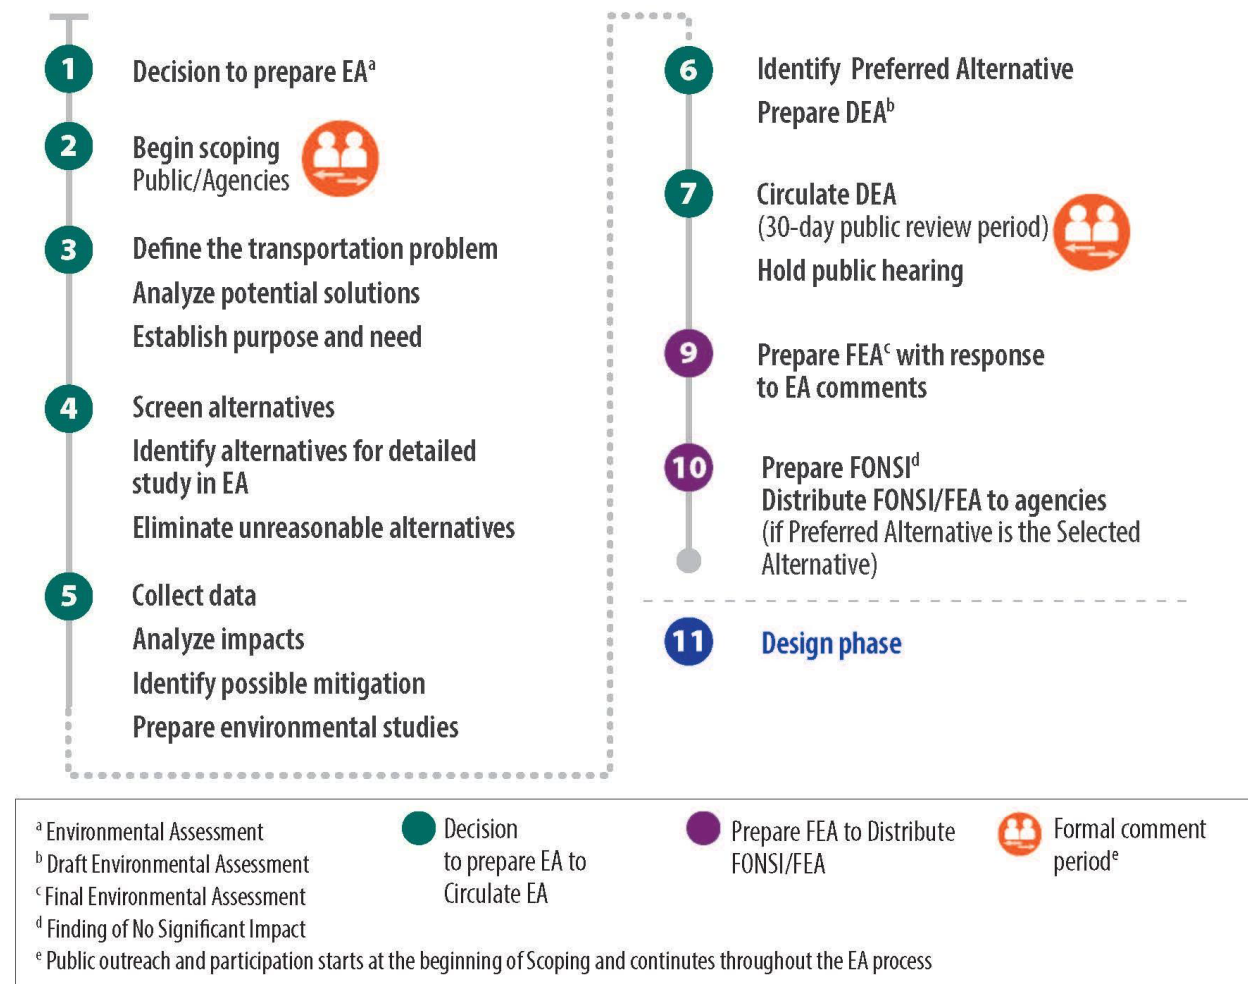 1
Decision to prepare EAa
2
Begin scoping
Public/Agencies
3
Define the transportation problem
Analyze potential solutions
Establish purpose and need
4
Screen alternatives
Identify alternatives for detailed
study in EA
Eliminate unreasonable alternatives
5
Collect data
Analyze impacts
Identify possible mitigation
Prepare environmental studies
6
Identify Preferred Alternative
Prepare DEAb
7
Circulate DEA
(30-day public review period)
Hold public hearing
9
Prepare FEAc with response
to EA comments
10
Prepare FONSId
Distribute FONSI/FEA to agencies
(if Preferred Alternative is the Selected
Alternative)
11
Design phase
a Environmental Assessment
b Draft Environmental Assessment
c Final Environmental Assessment
d Finding of No Significant Impact
e Public outreach and participation starts at the beginning of Scoping and continutes throughout the EA process
Decision
to prepare EA to
Circulate EA
Prepare FEA to Distribute
FONSI/FEA
Formal comment
periode